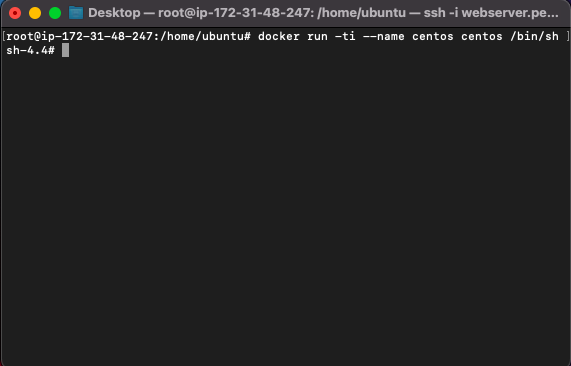 Desktop — root@ip-172-31-48-247: /home/ubuntu — ssh -i webserver.pe...
[root@ip-172-31-48-247:/home/ubuntu# docker run -ti --name centos centos /bin/sh ]
sh-4.4#